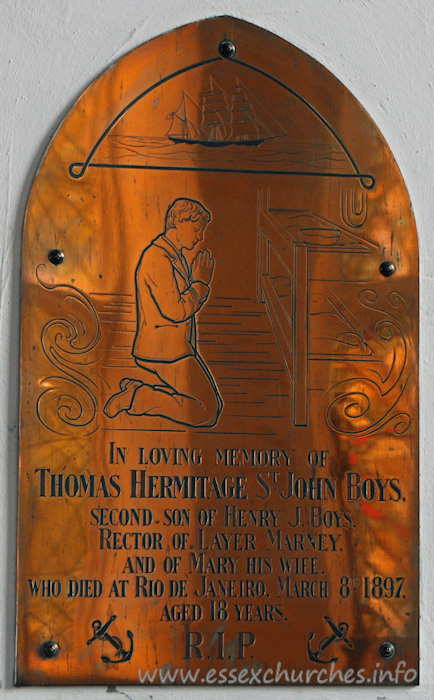 IN LOVING MEMORY OF
THOMAS HERMITAGE ST JOHN BOYS.
SECOND-SON OF HENRY J. BOYS.
RECTOR OF LAYER MARNEY.
AND OF MARY HIS WIFE.
WHO DIED AT RIO DE JANEIRO. MARCH 8TH 1897.
AGED 18 YEARS.
R.I.P.
www.essexchurches.info